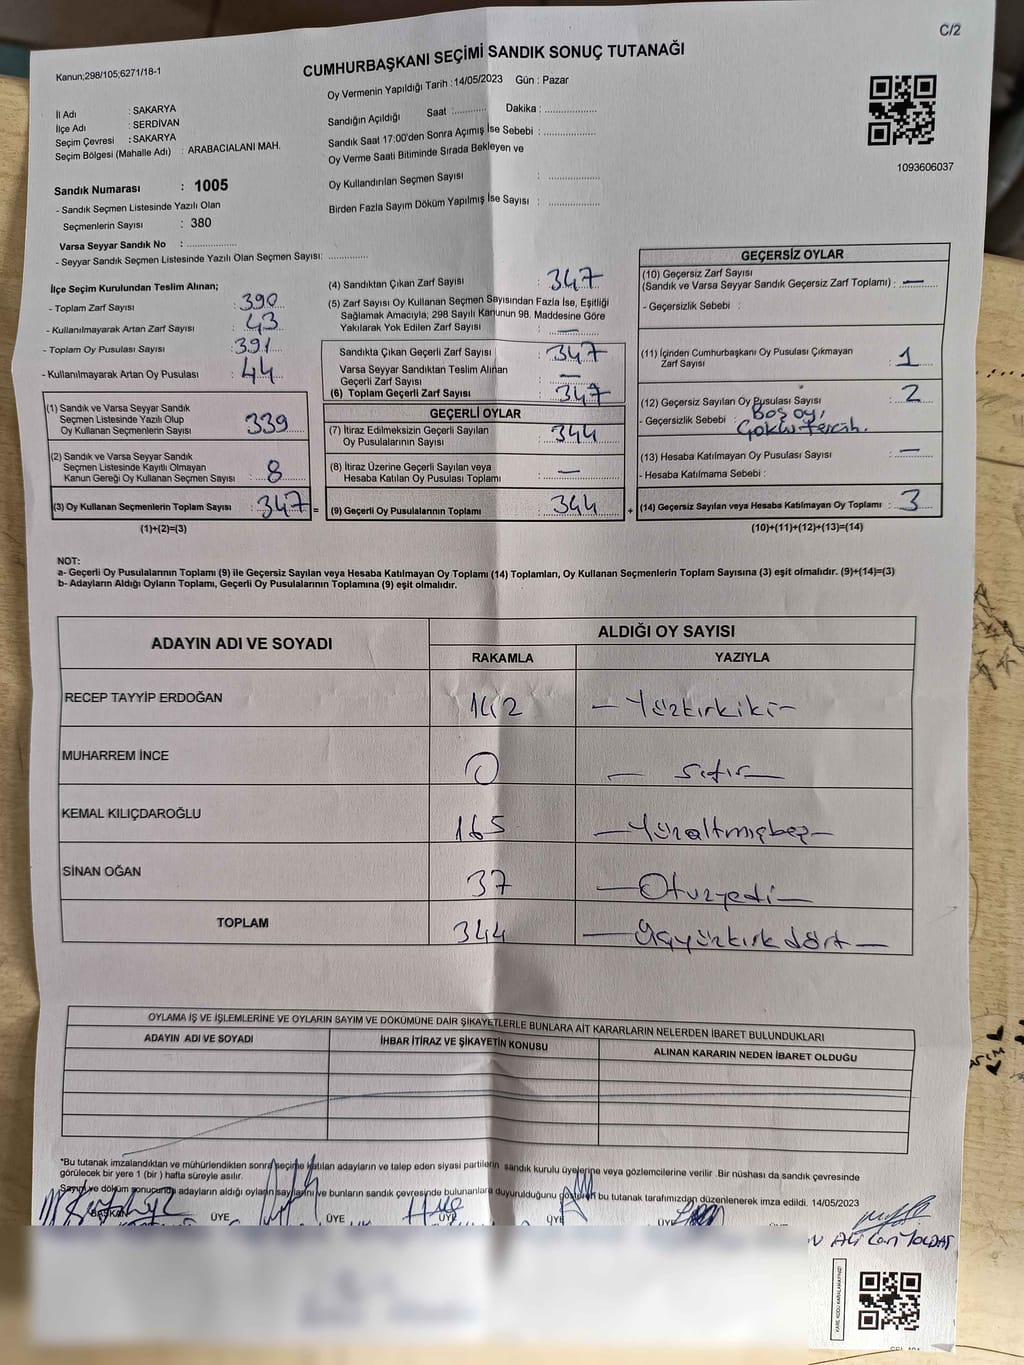 C/2
Kanun;298/105;6271/18-1
CUMHURBAŞKANI SEÇİMİ SANDIK SONUÇ TUTANAĞI
Oy Vermenin Yapıldığı Tarih : 14/05/2023 Gün : Pazar
İl Adı : SAKARYA
İlçe Adı : SERDİVAN
Seçim Çevresi : SAKARYA
Seçim Bölgesi (Mahalle Adı) : ARABACIALANI MAH.
Sandığın Açıldığı Saat :........... Dakika :................
Sandık Saat 17:00'den Sonra Açımış İse Sebebi :................
Oy Verme Saati Bitiminde Sırada Bekleyen ve
Oy Kullandırılan Seçmen Sayısı :................
Birden Fazla Sayım Döküm Yapılmış İse Sayısı :................
1093606037
Sandık Numarası : 1005
- Sandık Seçmen Listesinde Yazılı Olan
Seçmenlerin Sayısı : 380
Varsa Seyyar Sandık No :................
- Seyyar Sandık Seçmen Listesinde Yazılı Olan Seçmen Sayısı:.............
İlçe Seçim Kurulundan Teslim Alınan;
- Toplam Zarf Sayısı : 390
- Kullanılmayarak Artan Zarf Sayısı : 43
- Toplam Oy Pusulası Sayısı : 391
- Kullanılmayarak Artan Oy Pusulası : 44
(1) Sandık ve Varsa Seyyar Sandık
Seçmen Listesinde Yazılı Olup
Oy Kullanan Seçmenlerin Sayısı : 339
(2) Sandık ve Varsa Seyyar Sandık
Seçmen Listesinde Kayıtlı Olmayan
Kanun Gereği Oy Kullanan Seçmen Sayısı : 8
(3) Oy Kullanan Seçmenlerin Toplam Sayısı : 347 =
(1)+(2)=(3)
(4) Sandıktan Çıkan Zarf Sayısı : 347
(5) Zarf Sayısı Oy Kullanan Seçmen Sayısından Fazla İse, Eşitliği
Sağlamak Amacıyla; 298 Sayılı Kanunun 98. Maddesine Göre
Yakılarak Yok Edilen Zarf Sayısı : —
Sandıkta Çıkan Geçerli Zarf Sayısı : 347
Varsa Seyyar Sandıktan Teslim Alınan
Geçerli Zarf Sayısı : —
(6) Toplam Geçerli Zarf Sayısı : 347
GEÇERLİ OYLAR
(7) İtiraz Edilmeksizin Geçerli Sayılan
Oy Pusulalarının Sayısı : 344
(8) İtiraz Üzerine Geçerli Sayılan veya
Hesaba Katılan Oy Pusulası Toplamı : —
(9) Geçerli Oy Pusulalarının Toplamı : 344 +
GEÇERSİZ OYLAR
(10) Geçersiz Zarf Sayısı
(Sandık ve Varsa Seyyar Sandık Geçersiz Zarf Toplamı) : —
- Geçersizlik Sebebi :
(11) İçinden Cumhurbaşkanı Oy Pusulası Çıkmayan
Zarf Sayısı : 1
(12) Geçersiz Sayılan Oy Pusulası Sayısı : 2
- Geçersizlik Sebebi : Boş oy,
Çoklu Tercih.
(13) Hesaba Katılmayan Oy Pusulası Sayısı : —
- Hesaba Katılmama Sebebi :
(14) Geçersiz Sayılan veya Hesaba Katılmayan Oy Toplamı : 3
(10)+(11)+(12)+(13)=(14)
NOT:
a- Geçerli Oy Pusulalarının Toplamı (9) ile Geçersiz Sayılan veya Hesaba Katılmayan Oy Toplamı (14) Toplamları, Oy Kullanan Seçmenlerin Toplam Sayısına (3) eşit olmalıdır. (9)+(14)=(3)
b- Adayların Aldığı Oyların Toplamı, Geçerli Oy Pusulalarının Toplamına (9) eşit olmalıdır.
ADAYIN ADI VE SOYADI ALDIĞI OY SAYISI
RAKAMLA YAZIYLA
RECEP TAYYİP ERDOĞAN 142 — Yüzkırkiki —
MUHARREM İNCE 0 — Sıfır —
KEMAL KILIÇDAROĞLU 165 — Yüzaltmışbeş —
SİNAN OĞAN 37 — Otuzyedi —
TOPLAM 344 — Üçyüzkırkdört —
OYLAMA İŞ VE İŞLEMLERİNE VE OYLARIN SAYIM VE DÖKÜMÜNE DAİR ŞİKAYETLERLE BUNLARA AİT KARARLARIN NELERDEN İBARET BULUNDUKLARI
ADAYIN ADI VE SOYADI İHBAR İTİRAZ VE ŞİKAYETİN KONUSU ALINAN KARARIN NEDEN İBARET OLDUĞU
*Bu tutanak imzalandıktan ve mühürlendikten sonra seçime katılan adayların ve talep eden siyasi partilerin sandık kurulu üyelerine veya gözlemcilerine verilir. Bir nüshası da sandık çevresinde
görülecek bir yere 1 (bir) hafta süreyle asılır.
Sayım ve döküm sonucunda adayların aldığı oyların sayılarını ve bunların sandık çevresinde bulunanlara duyurulduğunu gösteren bu tutanak tarafımızdan düzenlenerek imza edildi. 14/05/2023
BAŞKAN ÜYE ÜYE ÜYE ÜYE ÜYE